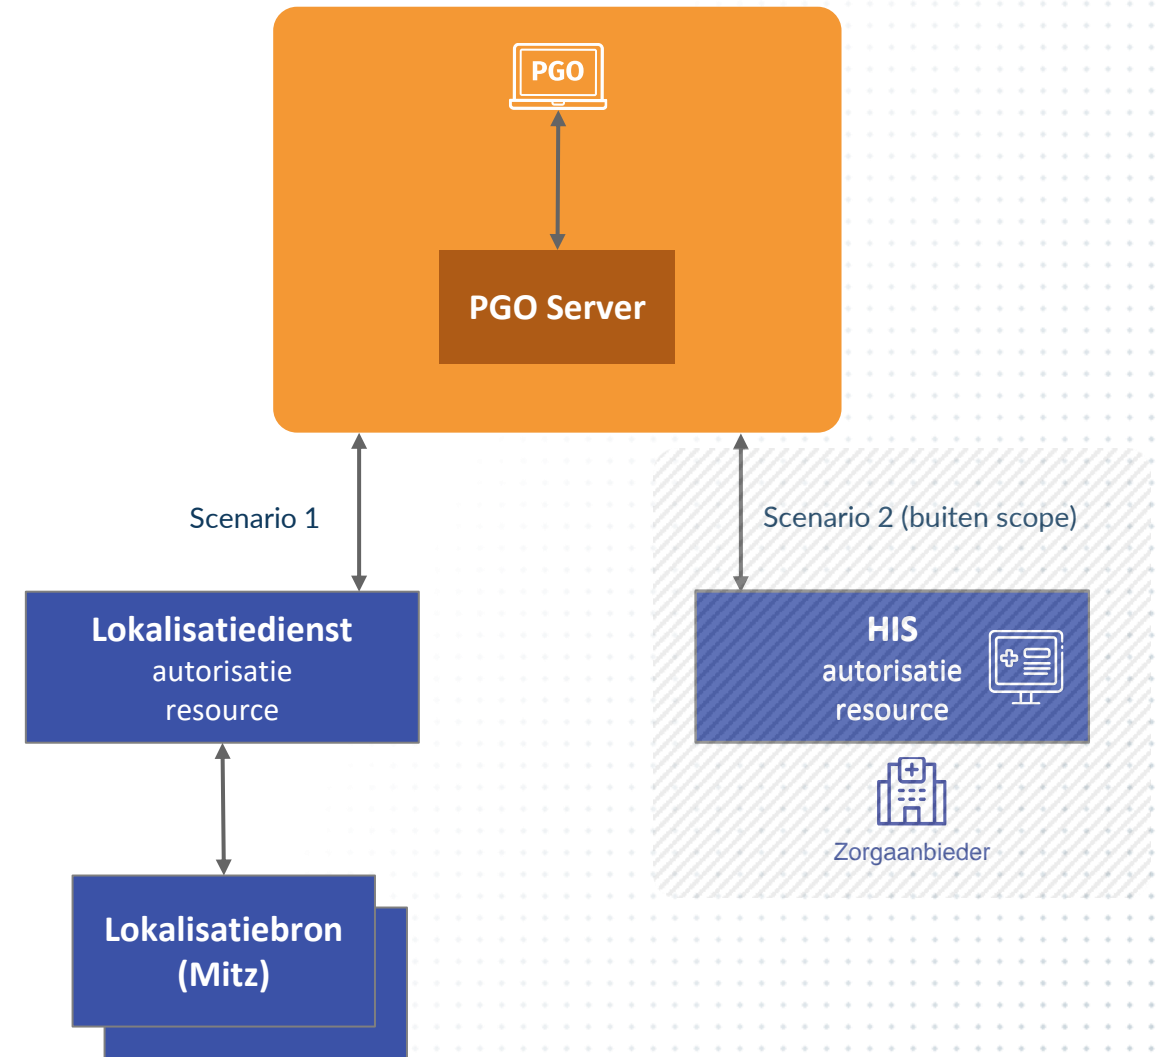 PGO
PGO Server
Scenario 1
Scenario 2 (buiten scope)
Lokalisatiedienst
autorisatie
resource
HIS
autorisatie
resource
Zorgaanbieder
Lokalisatiebron
(Mitz)